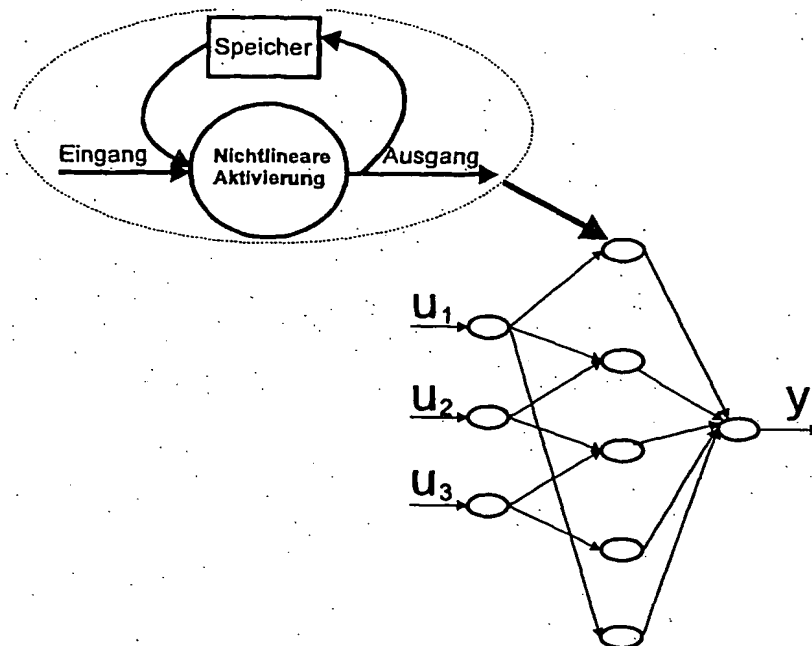 Speicher
Eingang
Nichtlineare
Aktivierung
Ausgang
u1
u2
u3
y